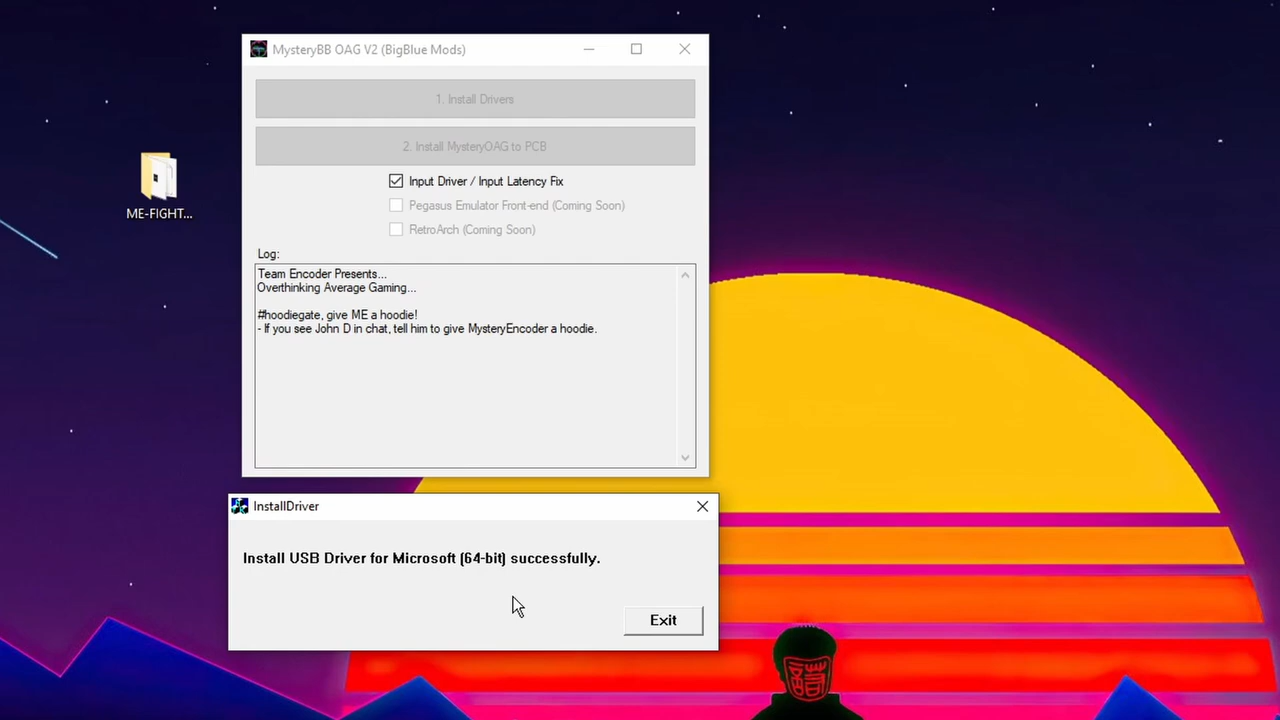 MysteryBB OAG V2 (BigBlue Mods)
1. Install Drivers
2. Install MysteryOAG to PCB
Input Driver / Input Latency Fix
Pegasus Emulator Front-end (Coming Soon)
RetroArch (Coming Soon)
Log:
Team Encoder Presents...
Overthinking Average Gaming...
#hoodiegate, give ME a hoodie!
- If you see John D in chat, tell him to give MysteryEncoder a hoodie.
ME-FIGHT...
InstallDriver
Install USB Driver for Microsoft (64-bit) successfully.
Exit